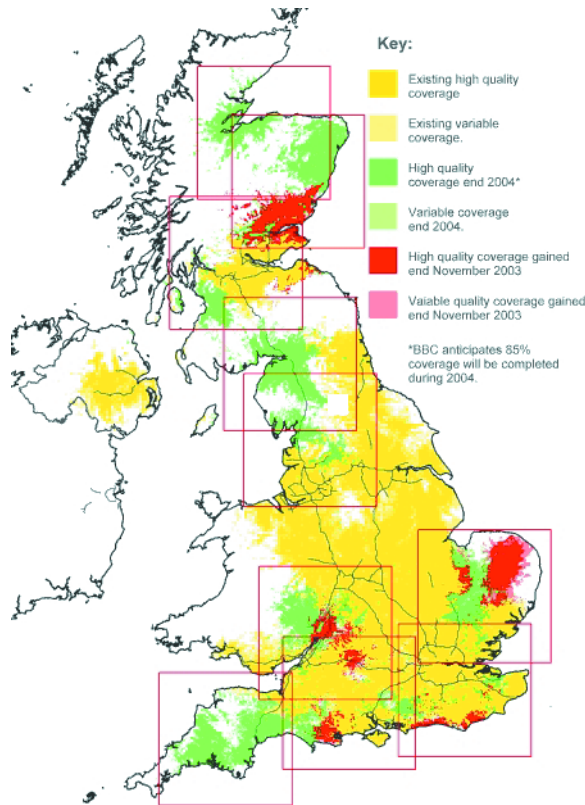 Key:
Existing high quality
coverage
Existing variable
coverage.
High quality
coverage end 2004*
Variable coverage
end 2004.
High quality coverage gained
end November 2003
Vaiable quality coverage gained
end November 2003
*BBC anticipates 85%
coverage will be completed
during 2004.